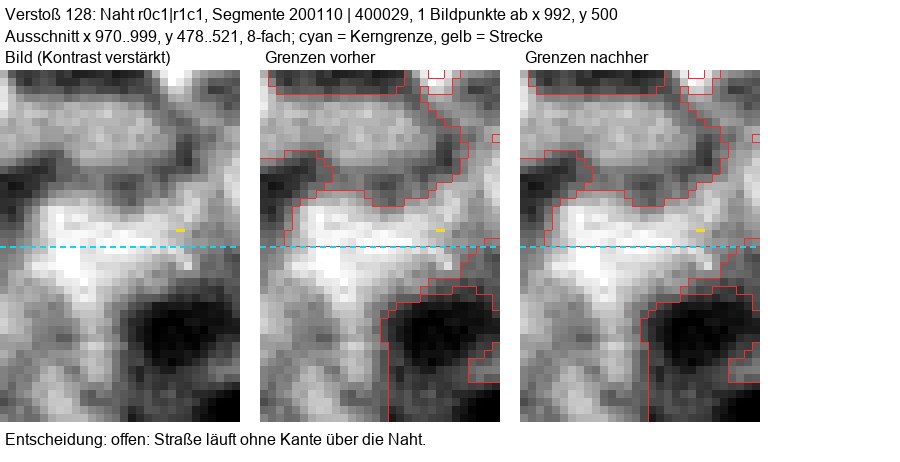 Verstoß 128: Naht r0c1|r1c1, Segmente 200110 | 400029, 1 Bildpunkte ab x 992, y 500
Ausschnitt x 970..999, y 478..521, 8-fach; cyan = Kerngrenze, gelb = Strecke
Bild (Kontrast verstärkt) Grenzen vorher Grenzen nachher
Entscheidung: offen: Straße läuft ohne Kante über die Naht.